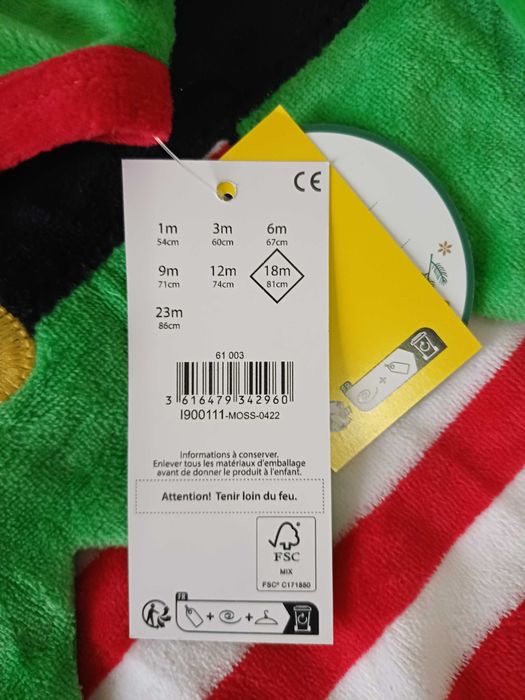 CE
1m 3m 6m
54cm 60cm 67cm
9m 12m 18m
71cm 74cm 81cm
23m
86cm
61 003
3 616479 342960
I900111-MOSS-0422
Informations à conserver.
Enlever tous les matériaux d'emballage
avant de donner le produit à l'enfant.
Attention! Tenir loin du feu.
FSC
MIX
FSC® C171880
FR
+ +
FR
+